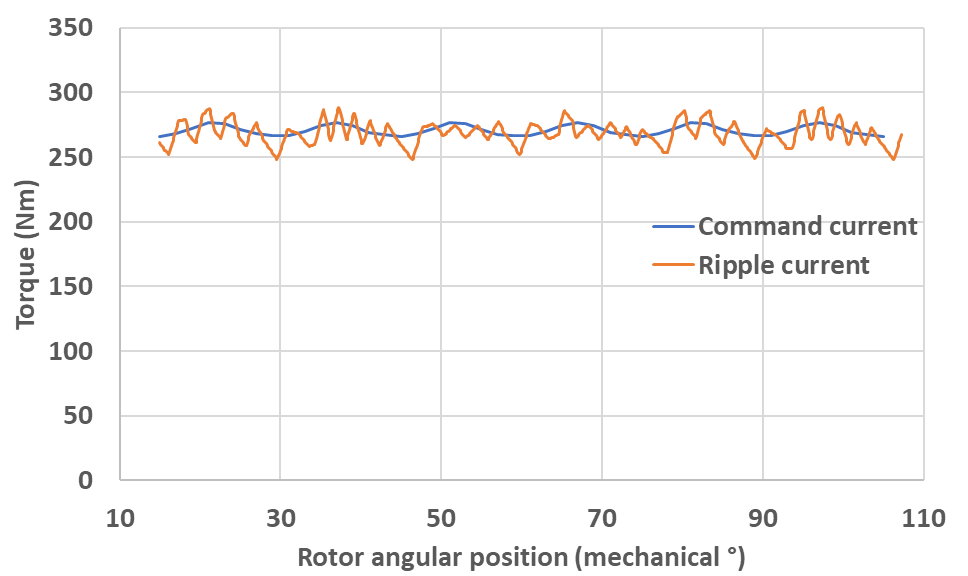 350
300
250
200
150
100
50
0
Torque (Nm)
Command current
Ripple current
10 30 50 70 90 110
Rotor angular position (mechanical °)